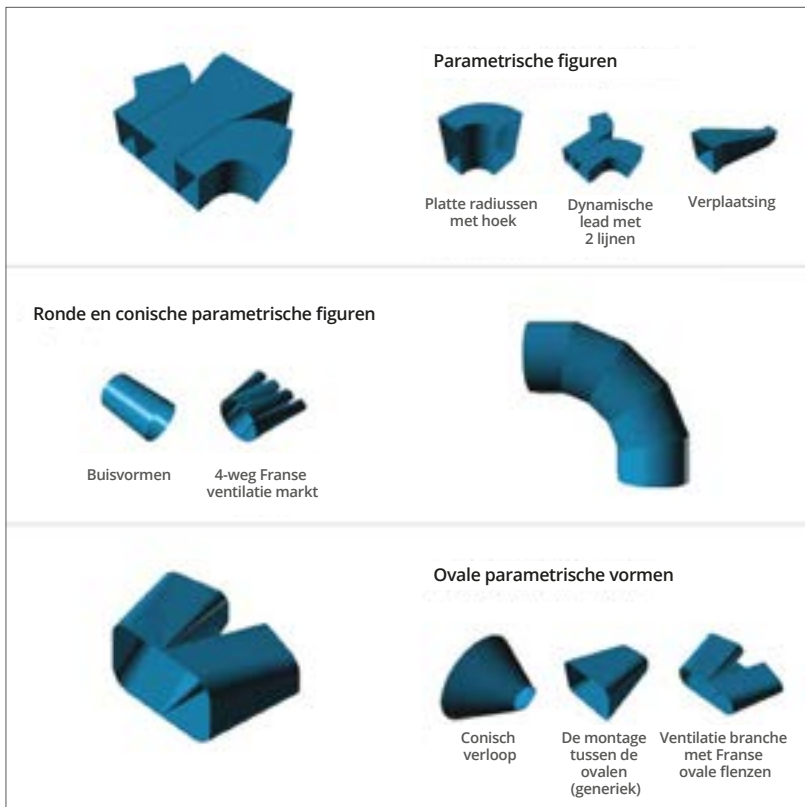 Parametrische figuren
Platte radiussen
met hoek
Dynamische
lead met
2 lijnen
Verplaatsing
Ronde en conische parametrische figuren
Buisvormen
4-weg Franse
ventilatie markt
Ovale parametrische vormen
Conisch
verloop
De montage
tussen de
ovalen
(generiek)
Ventilatie branche
met Franse
ovale flenzen